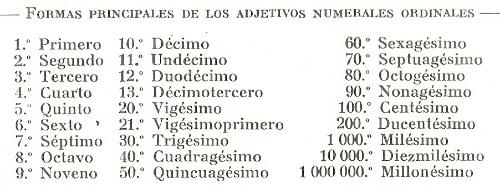 FORMAS PRINCIPALES DE LOS ADJETIVOS NUMERALES ORDINALES
1.º Primero
2.º Segundo
3.º Tercero
4.º Cuarto
5.º Quinto
6.º Sexto
7.º Séptimo
8.º Octavo
9.º Noveno
10.º Décimo
11.º Undécimo
12.º Duodécimo
13.º Décimotercero
20.º Vigésimo
21.º Vigésimoprimero
30.º Trigésimo
40.º Cuadragésimo
50.º Quincuagésimo
60.º Sexagésimo
70.º Septuagésimo
80.º Octogésimo
90.º Nonagésimo
100.º Centésimo
200.º Ducentésimo
1 000.º Milésimo
10 000.º Diezmilésimo
1 000 000.º Millonésimo